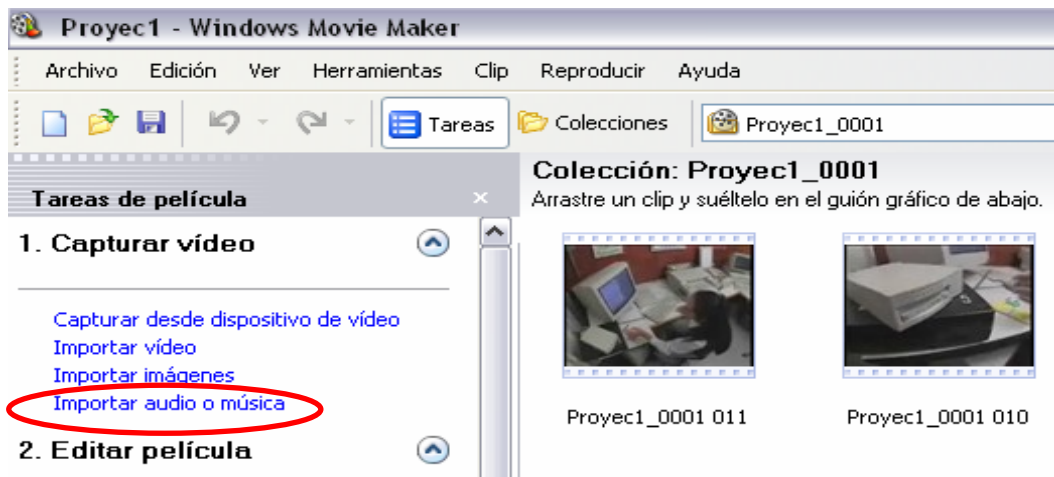 Proyec1 - Windows Movie Maker
Archivo Edición Ver Herramientas Clip Reproducir Ayuda
Tareas Colecciones Proyec1_0001
Tareas de película
Colección: Proyec1_0001
Arrastre un clip y suéltelo en el guión gráfico de abajo.
1. Capturar vídeo
Capturar desde dispositivo de vídeo
Importar vídeo
Importar imágenes
Importar audio o música
2. Editar película
Proyec1_0001 011
Proyec1_0001 010